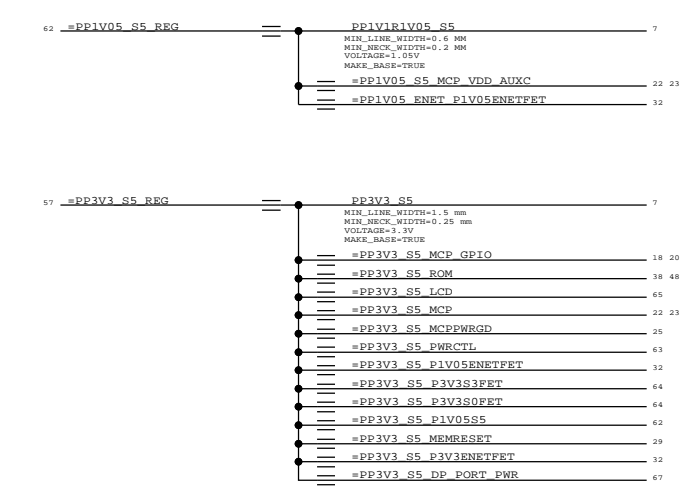 62 =PP1V05_S5_REG PP1V1R1V05_S5 7
MIN_LINE_WIDTH=0.6 MM
MIN_NECK_WIDTH=0.2 MM
VOLTAGE=1.05V
MAKE_BASE=TRUE
=PP1V05_S5_MCP_VDD_AUXC 22 23
=PP1V05_ENET_P1V05ENETFET 32
57 =PP3V3_S5_REG PP3V3_S5 7
MIN_LINE_WIDTH=1.5 mm
MIN_NECK_WIDTH=0.25 mm
VOLTAGE=3.3V
MAKE_BASE=TRUE
=PP3V3_S5_MCP_GPIO 18 20
=PP3V3_S5_ROM 38 48
=PP3V3_S5_LCD 65
=PP3V3_S5_MCP 22 23
=PP3V3_S5_MCPPWRGD 25
=PP3V3_S5_PWRCTL 63
=PP3V3_S5_P1V05ENETFET 32
=PP3V3_S5_P3V3S3FET 64
=PP3V3_S5_P3V3S0FET 64
=PP3V3_S5_P1V05S5 62
=PP3V3_S5_MEMRESET 29
=PP3V3_S5_P3V3ENETFET 32
=PP3V3_S5_DP_PORT_PWR 67